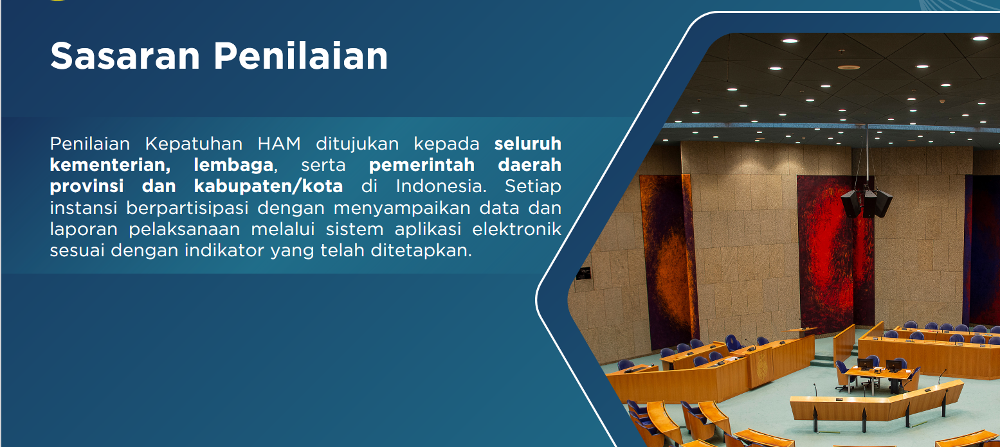 Sasaran Penilaian
Penilaian Kepatuhan HAM ditujukan kepada seluruh
kementerian, lembaga, serta pemerintah daerah
provinsi dan kabupaten/kota di Indonesia. Setiap
instansi berpartisipasi dengan menyampaikan data dan
laporan pelaksanaan melalui sistem aplikasi elektronik
sesuai dengan indikator yang telah ditetapkan.